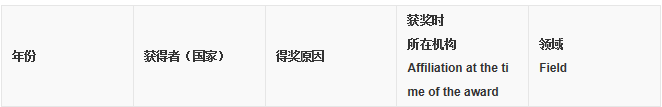 年份
获得者（国家）
得奖原因
获奖时
所在机构
Affiliation at the ti
me of the award
领域
Field